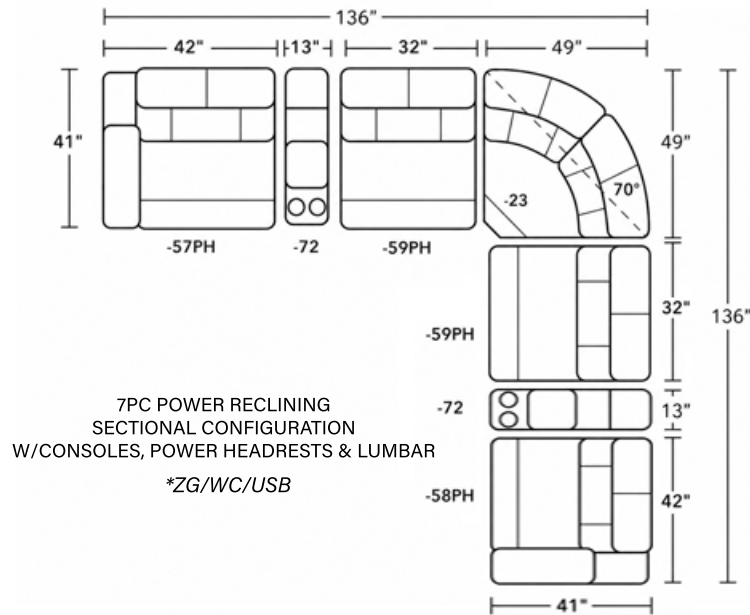 136"
42" 13" 32" 49"
41"
49"
70°
-23
-57PH -72 -59PH
32"
136"
-59PH
7PC POWER RECLINING
SECTIONAL CONFIGURATION
W/CONSOLES, POWER HEADRESTS & LUMBAR
*ZG/WC/USB
-72
13"
-58PH
42"
41"